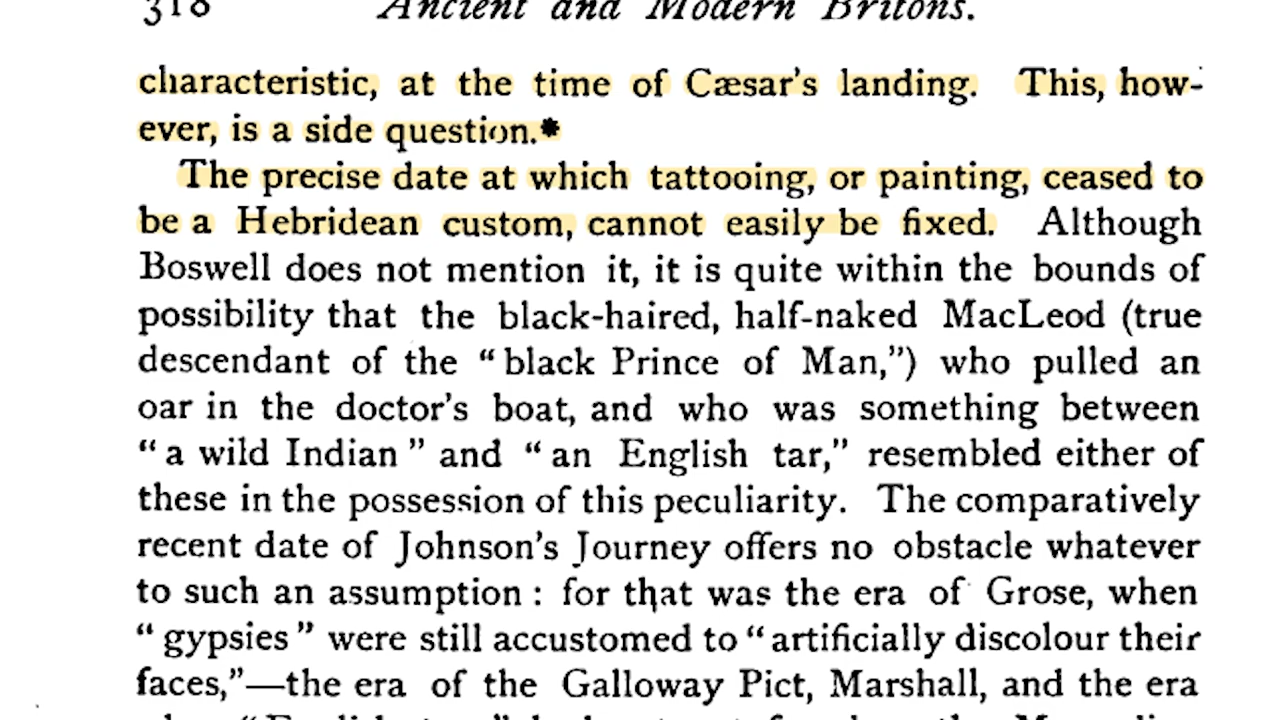 318 Ancient and Modern Britons.
characteristic, at the time of Cæsar's landing. This, how-
ever, is a side question.*
The precise date at which tattooing, or painting, ceased to
be a Hebridean custom, cannot easily be fixed. Although
Boswell does not mention it, it is quite within the bounds of
possibility that the black-haired, half-naked MacLeod (true
descendant of the “black Prince of Man,”) who pulled an
oar in the doctor's boat, and who was something between
“a wild Indian” and “an English tar,” resembled either of
these in the possession of this peculiarity. The comparatively
recent date of Johnson's Journey offers no obstacle whatever
to such an assumption: for that was the era of Grose, when
“gypsies” were still accustomed to “artificially discolour their
faces,”—the era of the Galloway Pict, Marshall, and the era